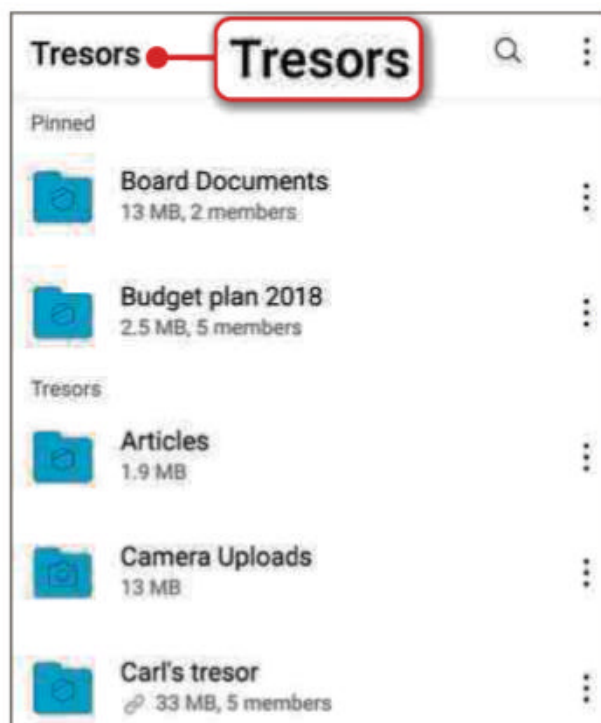 Tresors
Tresors
Pinned
Board Documents
13 MB, 2 members
Budget plan 2018
2.5 MB, 5 members
Tresors
Articles
1.9 MB
Camera Uploads
13 MB
Carl's tresor
33 MB, 5 members